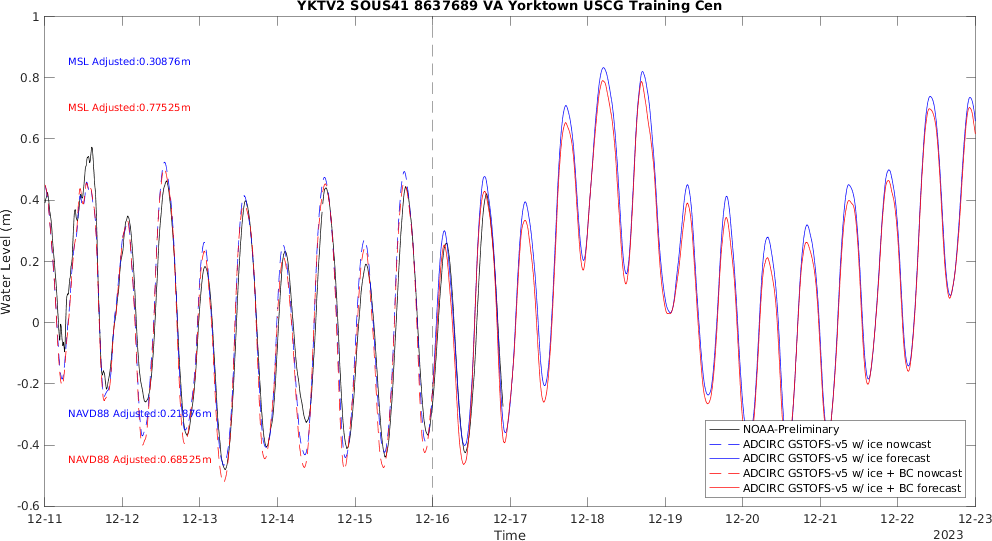 YKTV2 SOUS41 8637689 VA Yorktown USCG Training Cen
1
0.8
0.6
0.4
0.2
0
-0.2
-0.4
-0.6
Water Level (m)
MSL Adjusted:0.30876m
MSL Adjusted:0.77525m
NAVD88 Adjusted:0.21876m
NAVD88 Adjusted:0.68525m
NOAA-Preliminary
ADCIRC GSTOFS-v5 w/ ice nowcast
ADCIRC GSTOFS-v5 w/ ice forecast
ADCIRC GSTOFS-v5 w/ ice + BC nowcast
ADCIRC GSTOFS-v5 w/ ice + BC forecast
12-11 12-12 12-13 12-14 12-15 12-16 12-17 12-18 12-19 12-20 12-21 12-22 12-23
Time
2023